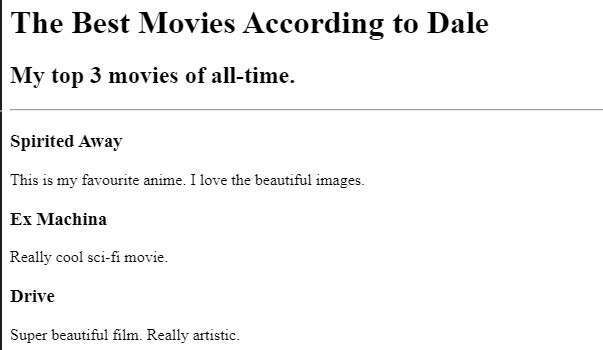 The Best Movies According to Dale
My top 3 movies of all-time.
Spirited Away
This is my favourite anime. I love the beautiful images.
Ex Machina
Really cool sci-fi movie.
Drive
Super beautiful film. Really artistic.